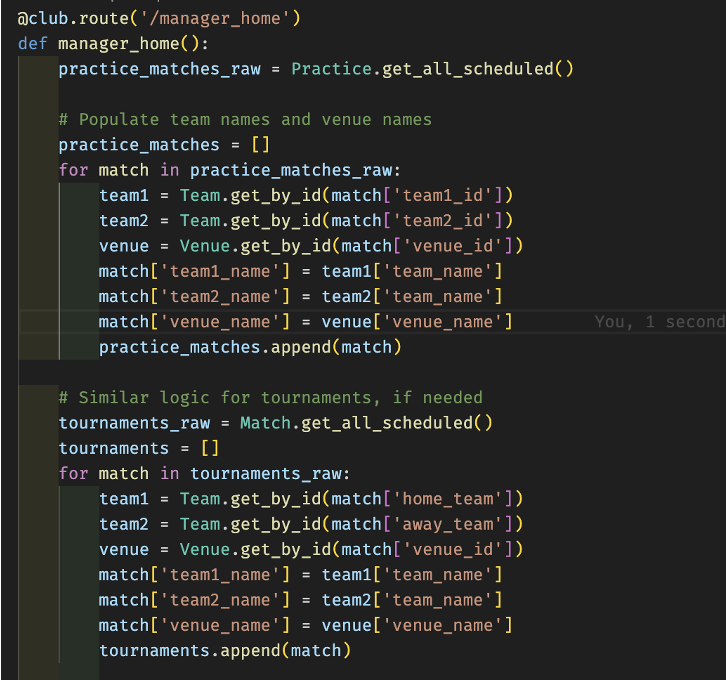 @club.route('/manager_home')
def manager_home():
    practice_matches_raw = Practice.get_all_scheduled()

    # Populate team names and venue names
    practice_matches = []
    for match in practice_matches_raw:
        team1 = Team.get_by_id(match['team1_id'])
        team2 = Team.get_by_id(match['team2_id'])
        venue = Venue.get_by_id(match['venue_id'])
        match['team1_name'] = team1['team_name']
        match['team2_name'] = team2['team_name']
        match['venue_name'] = venue['venue_name']    You, 1 second
        practice_matches.append(match)

    # Similar logic for tournaments, if needed
    tournaments_raw = Match.get_all_scheduled()
    tournaments = []
    for match in tournaments_raw:
        team1 = Team.get_by_id(match['home_team'])
        team2 = Team.get_by_id(match['away_team'])
        venue = Venue.get_by_id(match['venue_id'])
        match['team1_name'] = team1['team_name']
        match['team2_name'] = team2['team_name']
        match['venue_name'] = venue['venue_name']
        tournaments.append(match)